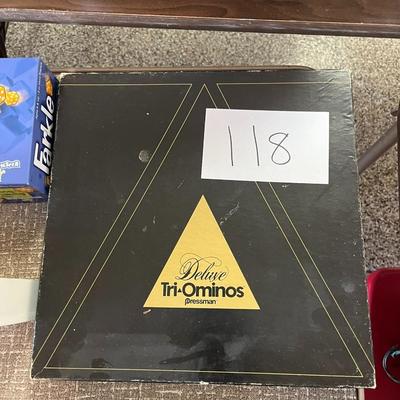 Farkle
118
Deluxe
Tri-Ominos
Pressman